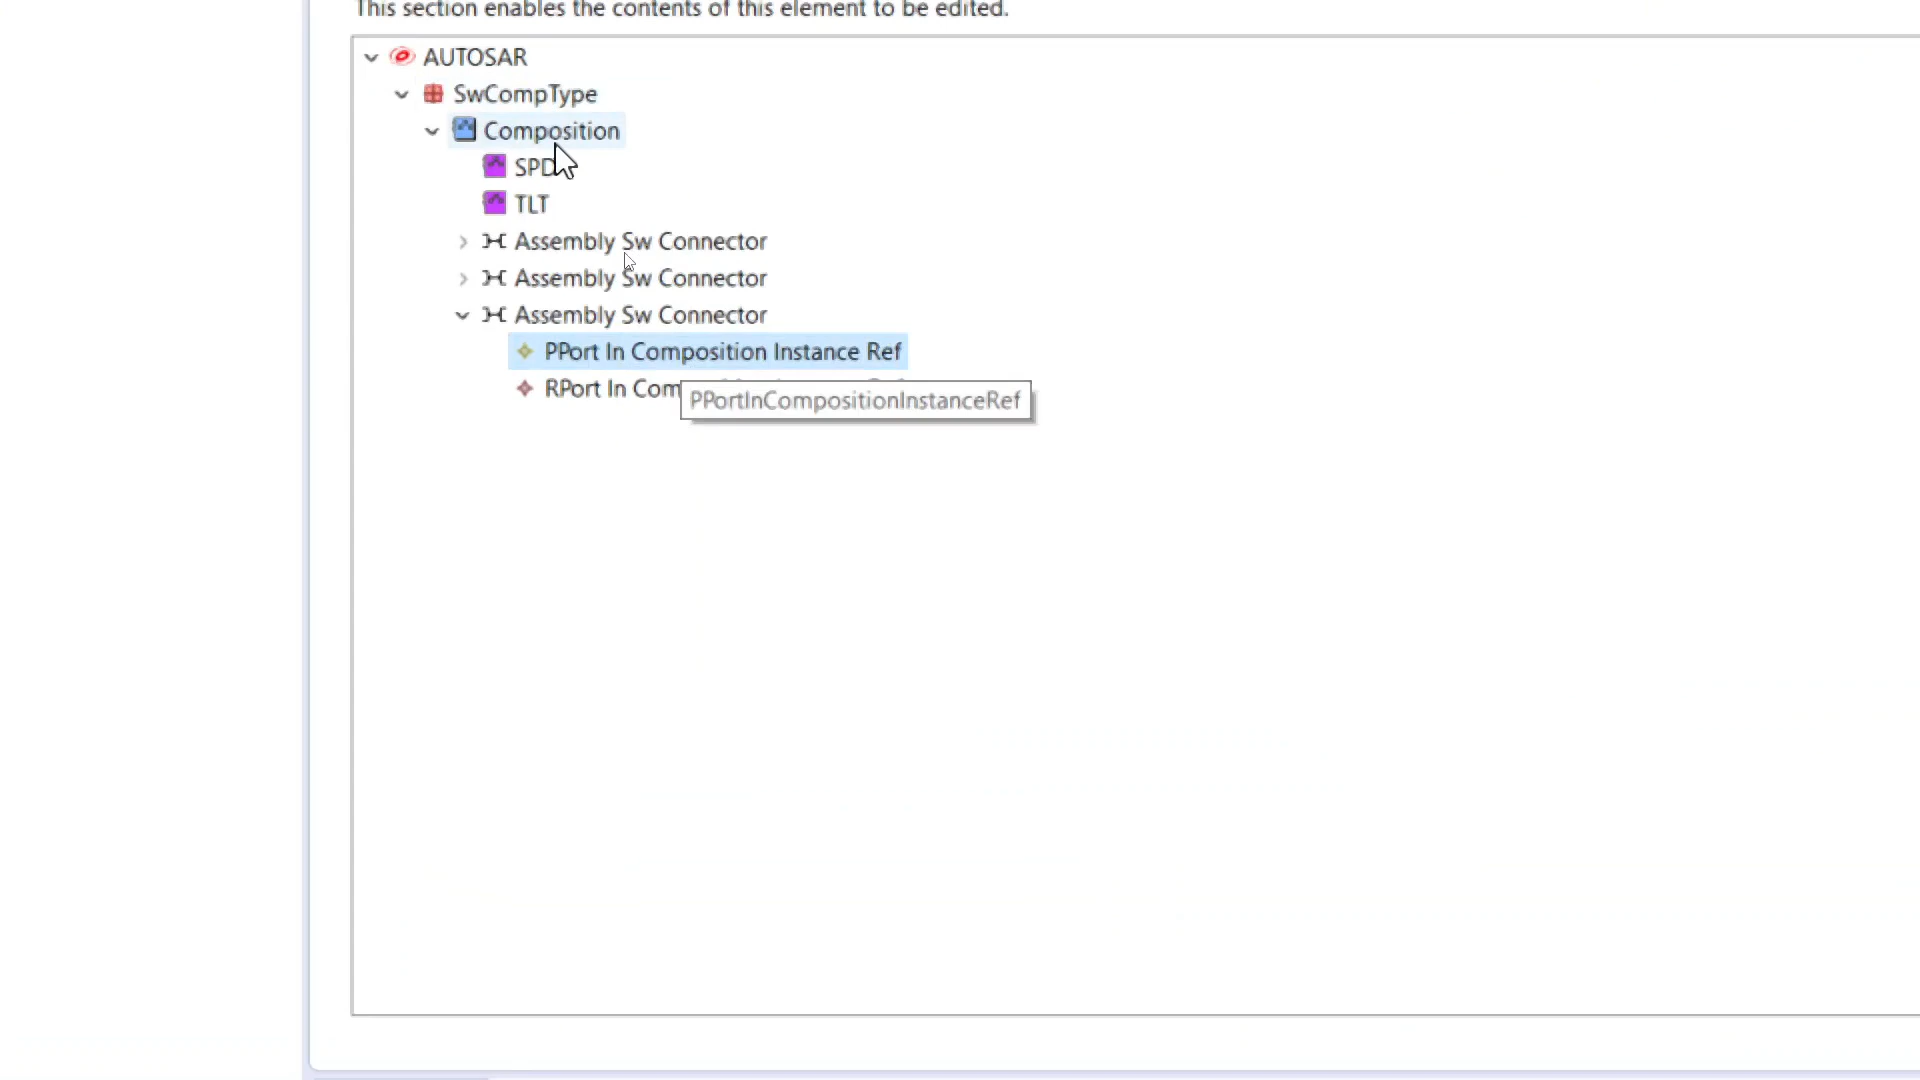 This section enables the contents of this element to be edited.
AUTOSAR
SwCompType
Composition
SPD
TLT
Assembly Sw Connector
Assembly Sw Connector
Assembly Sw Connector
PPort In Composition Instance Ref
RPort In Com
PPortInCompositionInstanceRef